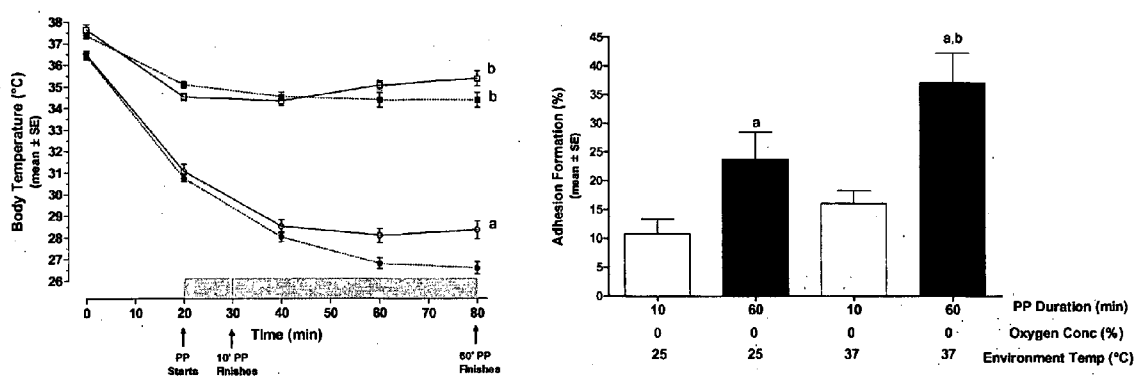 Body Temperature (°C)
(mean ± SE)
38
37
36
35
34
33
32
31
30
29
28
27
26
b
b
a
0
10
20
30
40
50
60
70
80
Time (min)
PP
Starts
10' PP
Finishes
60' PP
Finishes
Adhesion Formation (%)
(mean ± SE)
45
40
35
30
25
20
15
10
5
0
a
a,b
10 60 10 60 PP Duration (min)
0 0 0 0 Oxygen Conc (%)
25 25 37 37 Environment Temp (°C)